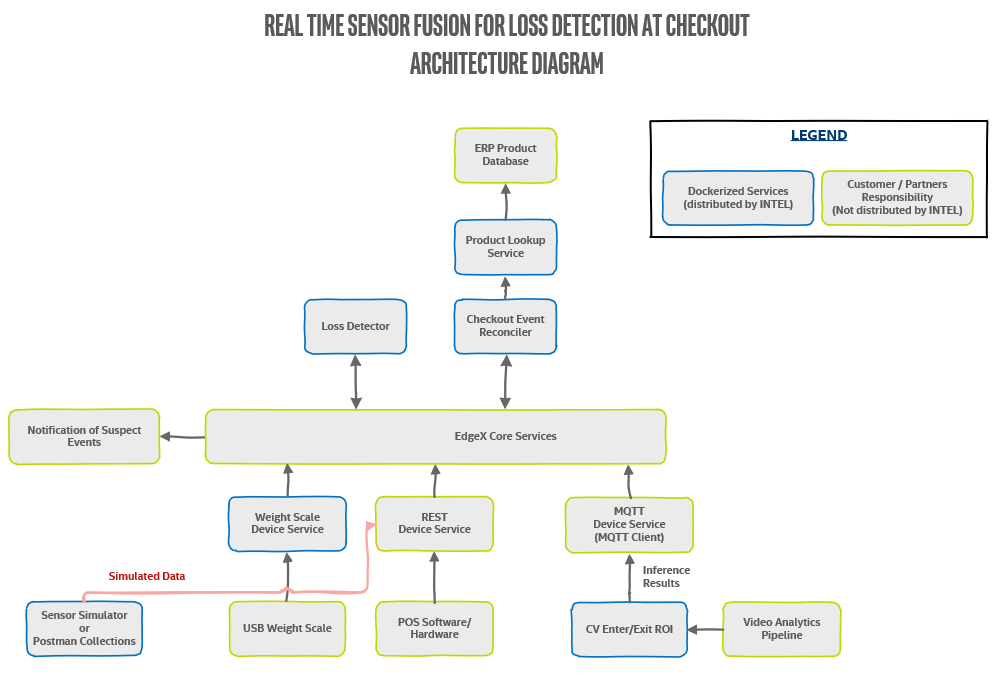 REAL TIME SENSOR FUSION FOR LOSS DETECTION AT CHECKOUT
ARCHITECTURE DIAGRAM
LEGEND
Dockerized Services
(distributed by INTEL)
Customer / Partners
Responsibility
(Not distributed by INTEL)
ERP Product
Database
Product Lookup
Service
Loss Detector
Checkout Event
Reconciler
Notification of Suspect
Events
EdgeX Core Services
Weight Scale
Device Service
REST
Device Service
MQTT
Device Service
(MQTT Client)
Simulated Data
Inference
Results
Sensor Simulator
or
Postman Collections
USB Weight Scale
POS Software/
Hardware
CV Enter/Exit ROI
Video Analytics
Pipeline